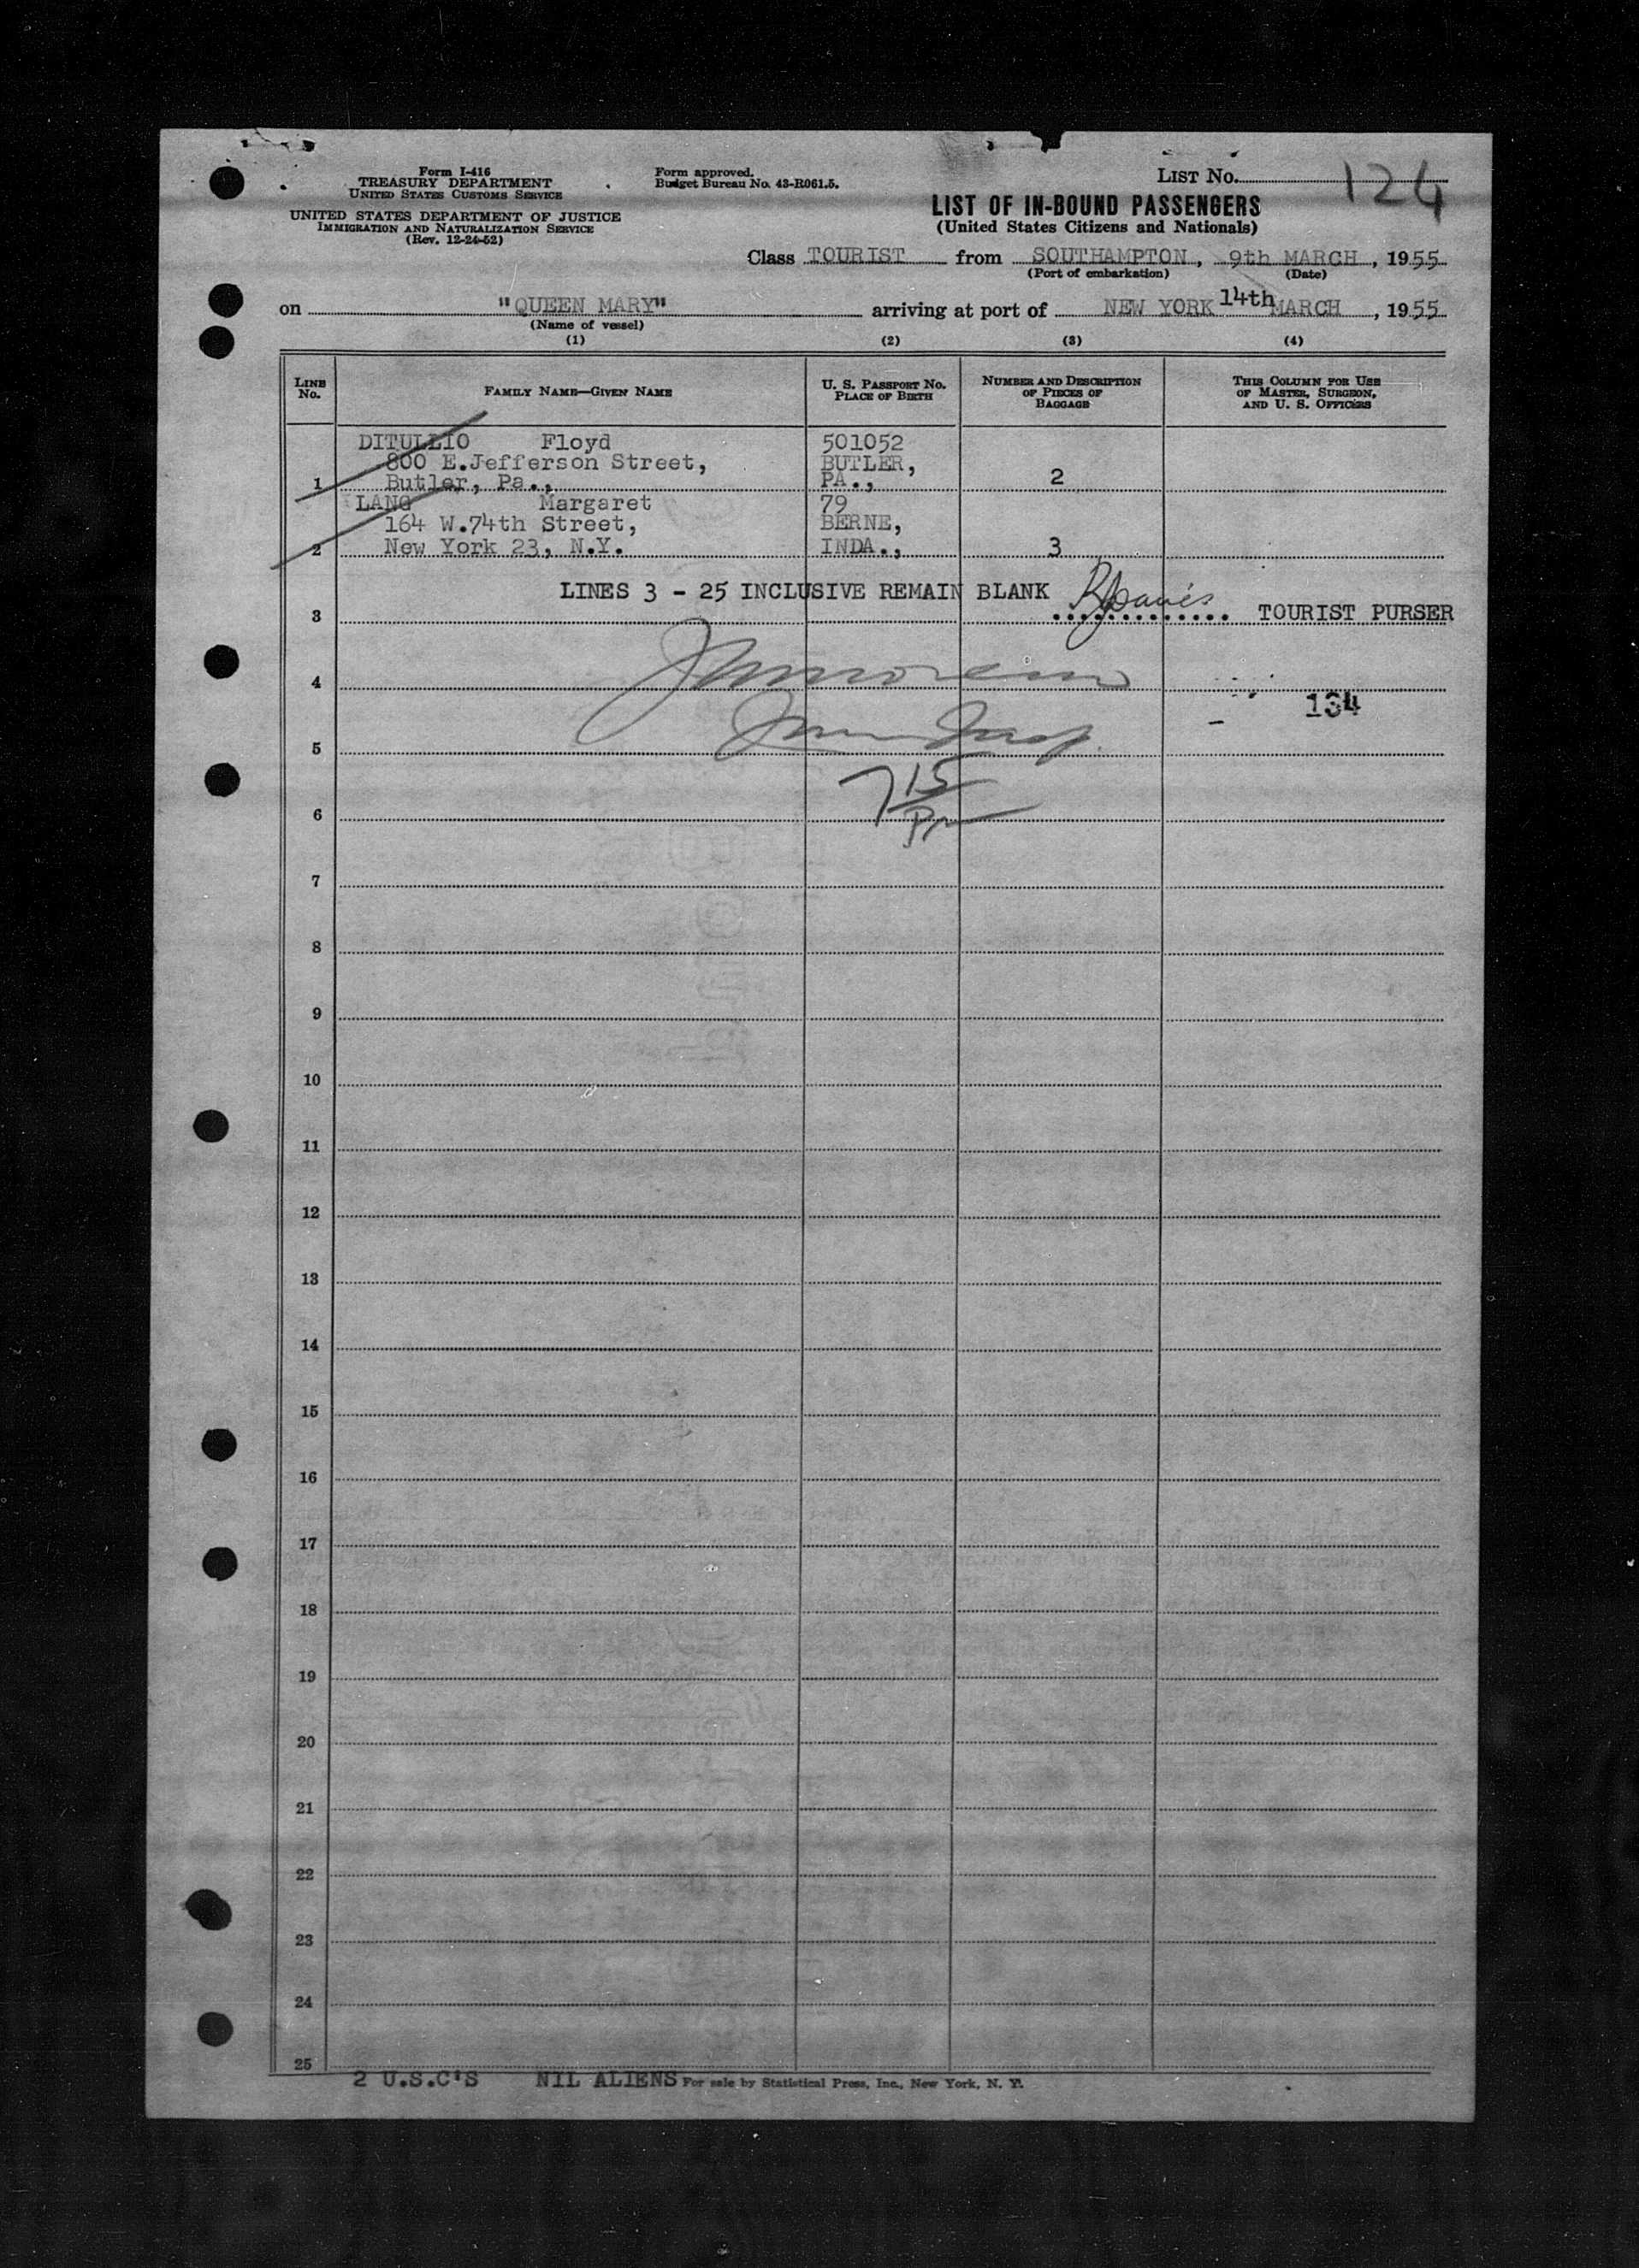 Form I-416
TREASURY DEPARTMENT
UNITED STATES CUSTOMS SERVICE
UNITED STATES DEPARTMENT OF JUSTICE
IMMIGRATION AND NATURALIZATION SERVICE
(Rev. 12-24-52)
Form approved.
Budget Bureau No. 43-R061.5.
LIST NO. 124
LIST OF IN-BOUND PASSENGERS
(United States Citizens and Nationals)
Class TOURIST from SOUTHAMPTON, 9th MARCH, 1955
(Port of embarkation) (Date)
on "QUEEN MARY" arriving at port of NEW YORK 14th MARCH, 1955
(Name of vessel)
(1) (2) (3) (4)
LINE NO. FAMILY NAME—GIVEN NAME U. S. PASSPORT NO. PLACE OF BIRTH NUMBER AND DESCRIPTION OF PIECES OF BAGGAGE THIS COLUMN FOR USE OF MASTER, SURGEON, AND U. S. OFFICERS
DITULLIO Floyd 501052
800 E.Jefferson Street, BUTLER,
1 Butler, Pa., PA., 2
LANG Margaret 79
164 W.74th Street, BERNE,
2 New York 23, N.Y. INDA., 3
LINES 3 - 25 INCLUSIVE REMAIN BLANK
3 TOURIST PURSER
4
134
5
7 15
Pm
6
7
8
9
10
11
12
13
14
15
16
17
18
19
20
21
22
23
24
25
2 U.S.C'S NIL ALIENS For sale by Statistical Press, Inc., New York, N. Y.